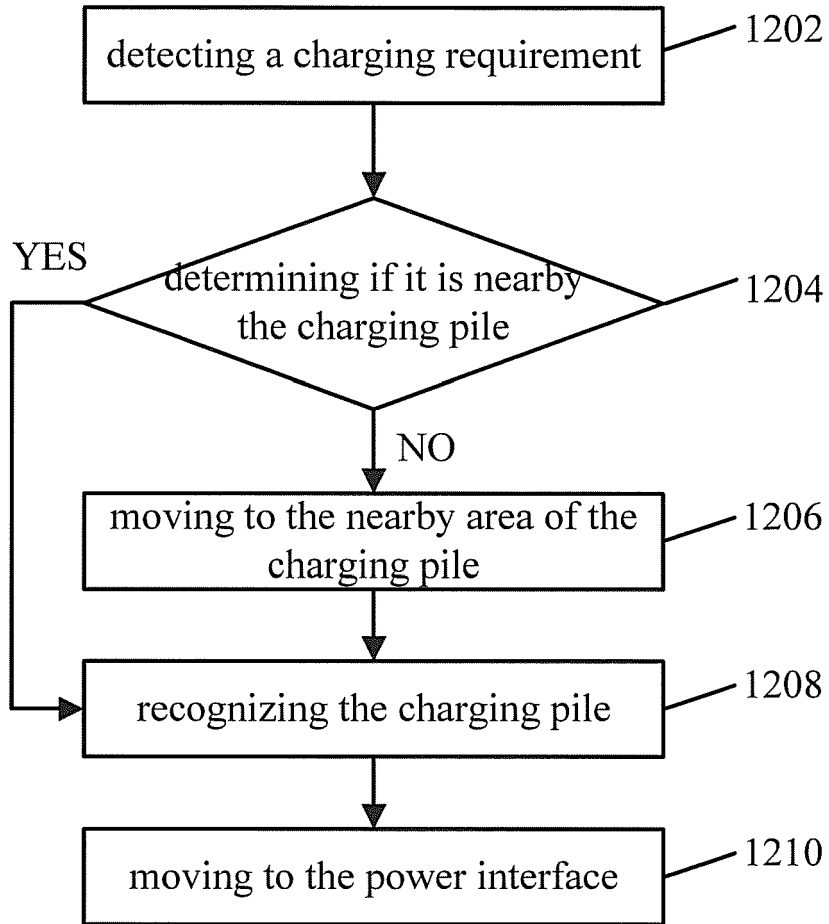 detecting a charging requirement
1202
YES
determining if it is nearby
the charging pile
1204
NO
moving to the nearby area of the
charging pile
1206
recognizing the charging pile
1208
moving to the power interface
1210